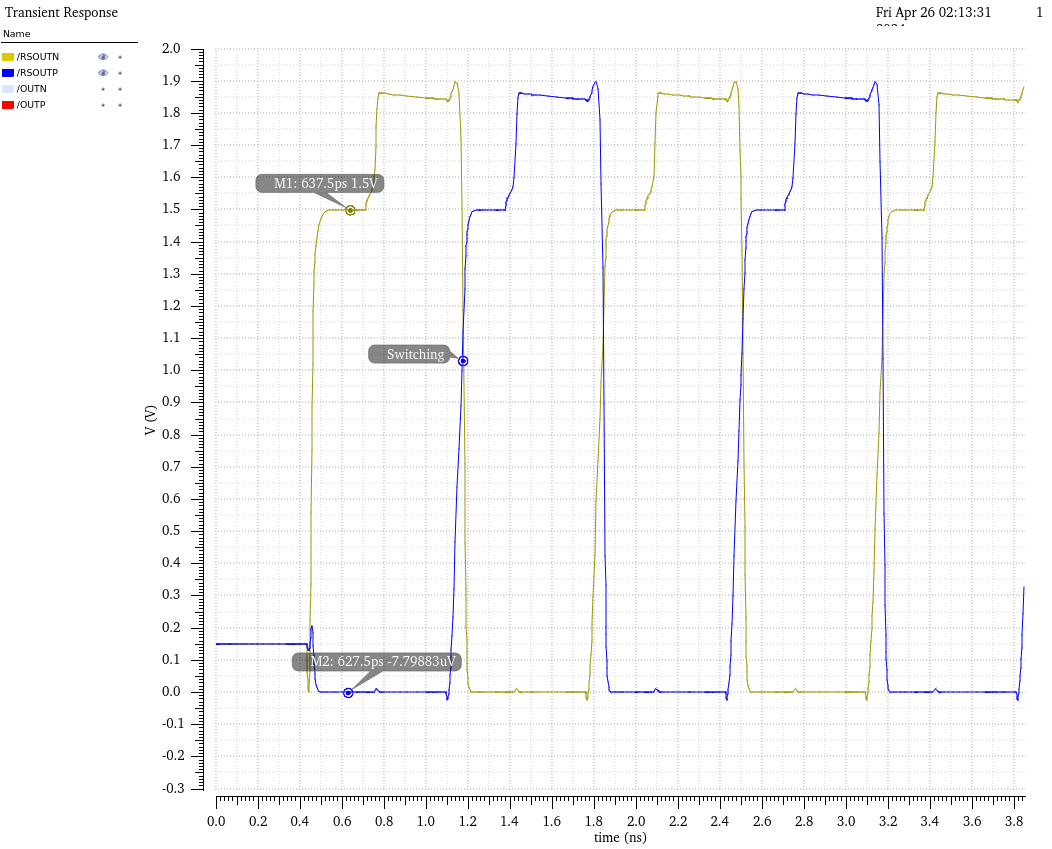 Transient Response
Fri Apr 26 02:13:31 1
2024
Name
/RSOUTN
/RSOUTP
/OUTN
/OUTP
2.0
1.9
1.8
1.7
1.6
1.5
1.4
1.3
1.2
1.1
1.0
0.9
0.8
0.7
0.6
0.5
0.4
0.3
0.2
0.1
0.0
-0.1
-0.2
-0.3
V (V)
M1: 637.5ps 1.5V
Switching
M2: 627.5ps -7.79883uV
0.0 0.2 0.4 0.6 0.8 1.0 1.2 1.4 1.6 1.8 2.0 2.2 2.4 2.6 2.8 3.0 3.2 3.4 3.6 3.8
time (ns)